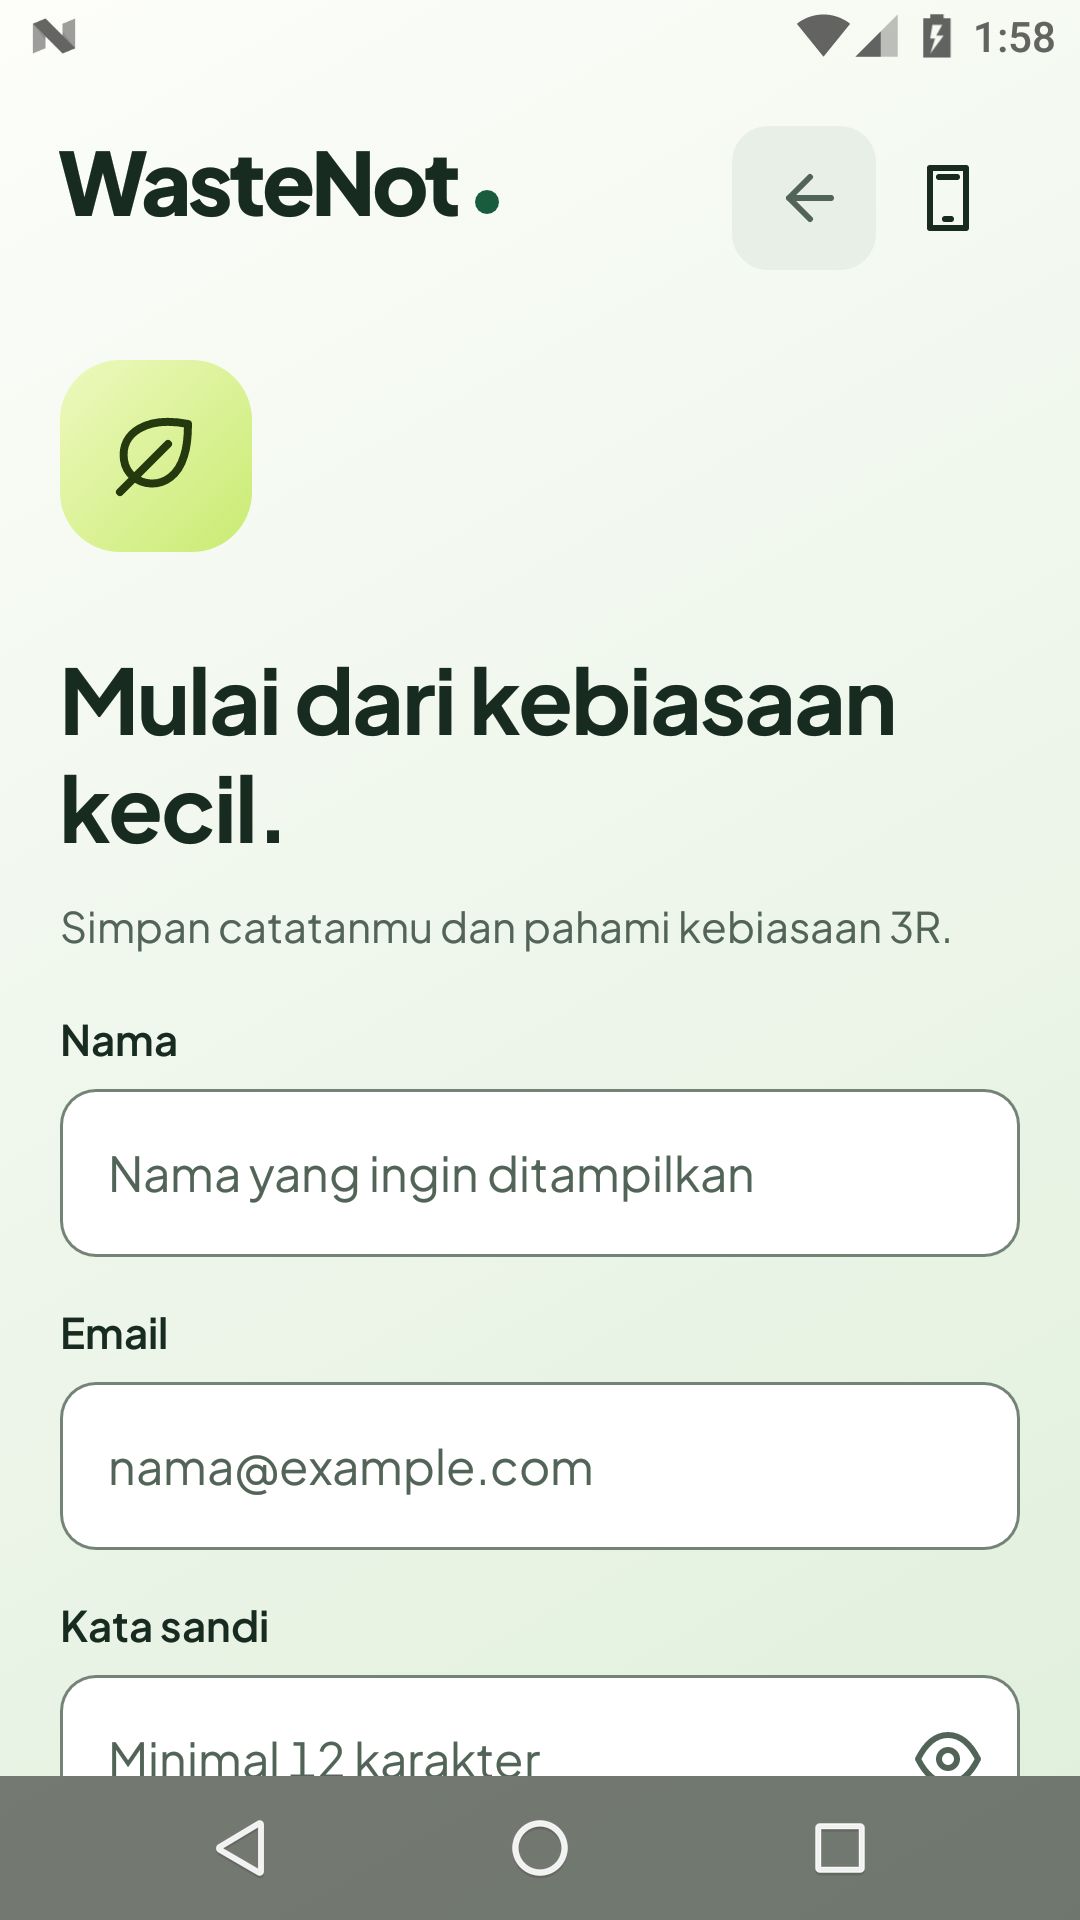 1:58
WasteNot
Mulai dari kebiasaan
kecil.
Simpan catatanmu dan pahami kebiasaan 3R.
Nama
Nama yang ingin ditampilkan
Email
nama@example.com
Kata sandi
Minimal 12 karakter